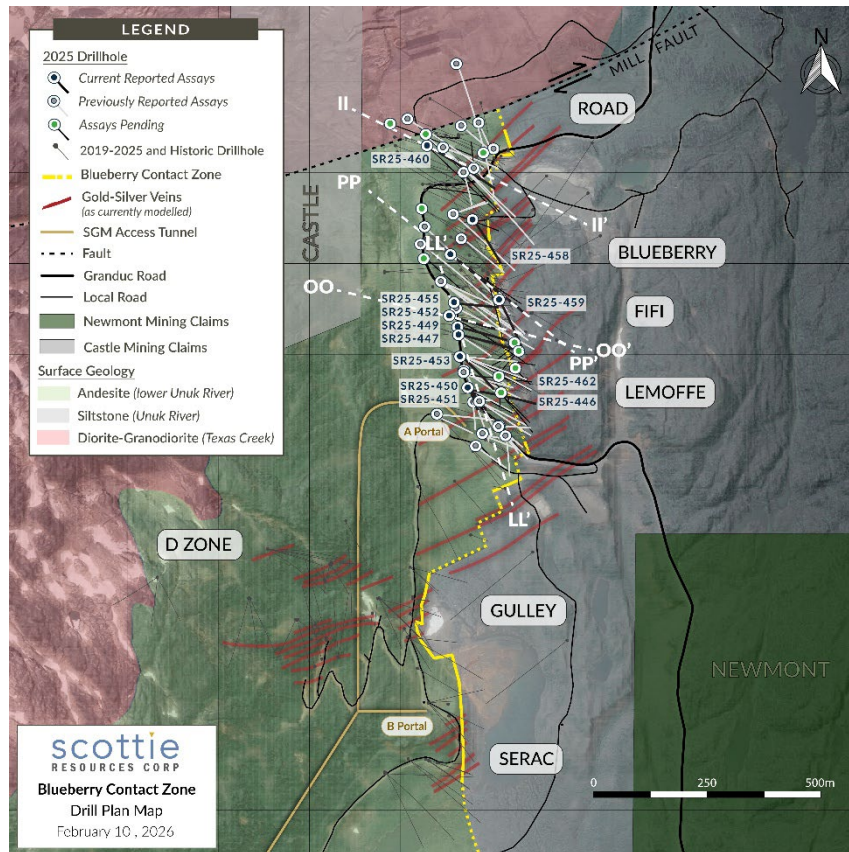 LEGEND
2025 Drillhole
Current Reported Assays
Previously Reported Assays
Assays Pending
2019-2025 and Historic Drillhole
Blueberry Contact Zone
Gold-Silver Veins
(as currently modelled)
SGM Access Tunnel
Fault
Granduc Road
Local Road
Newmont Mining Claims
Castle Mining Claims
Surface Geology
Andesite (lower Unuk River)
Siltstone (Unuk River)
Diorite-Granodiorite (Texas Creek)
N
MILL FAULT
ROAD
II
SR25-460
PP
CASTLE
II'
LL'
BLUEBERRY
SR25-458
OO
SR25-455
SR25-459
SR25-452
FIFI
SR25-449
SR25-447
OO'
PP'
SR25-453
SR25-450
SR25-462
LEMOFFE
SR25-451
SR25-446
A Portal
LL'
D ZONE
GULLEY
NEWMONT
B Portal
SERAC
0 250 500m
scottie
RESOURCES CORP
Blueberry Contact Zone
Drill Plan Map
February 10 , 2026